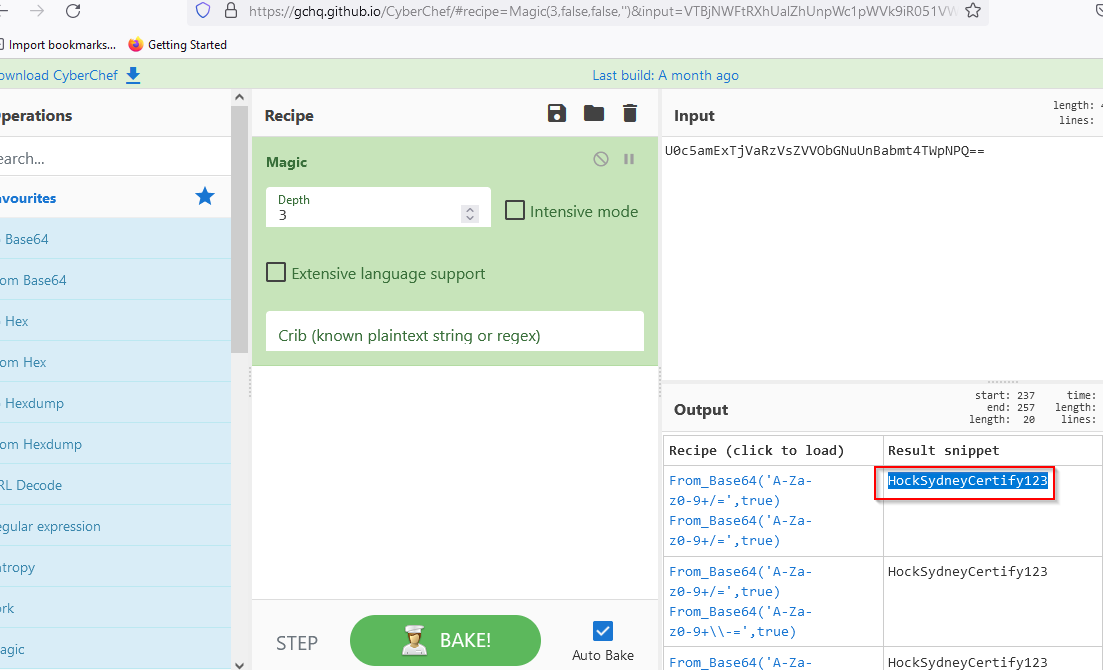 https://gchq.github.io/CyberChef/#recipe=Magic(3,false,false,'')&input=
Import bookmarks... Getting Started
ownload CyberChef
Last build: A month ago
perations
earch...
avourites
Base64
om Base64
Hex
om Hex
Hexdump
om Hexdump
RL Decode
egular expression
ntropy
ork
agic
Recipe
Magic
Depth
3
Intensive mode
Extensive language support
Crib (known plaintext string or regex)
STEP
BAKE!
Auto Bake
Input
length: 4
lines:
U0c5amExTjVaRzVsZVVObGNuUnBabmt4TWpNPQ==
Output
start: 237 time:
end: 257 length:
length: 20 lines:
Recipe (click to load) Result snippet
From_Base64('A-Za- HockSydneyCertify123
z0-9+/=',true)
From_Base64('A-Za-
z0-9+/=',true)
From_Base64('A-Za- HockSydneyCertify123
z0-9+/=',true)
From_Base64('A-Za-
z0-9+\\-=',true)
From_Base64('A-Za- HockSydneyCertify123